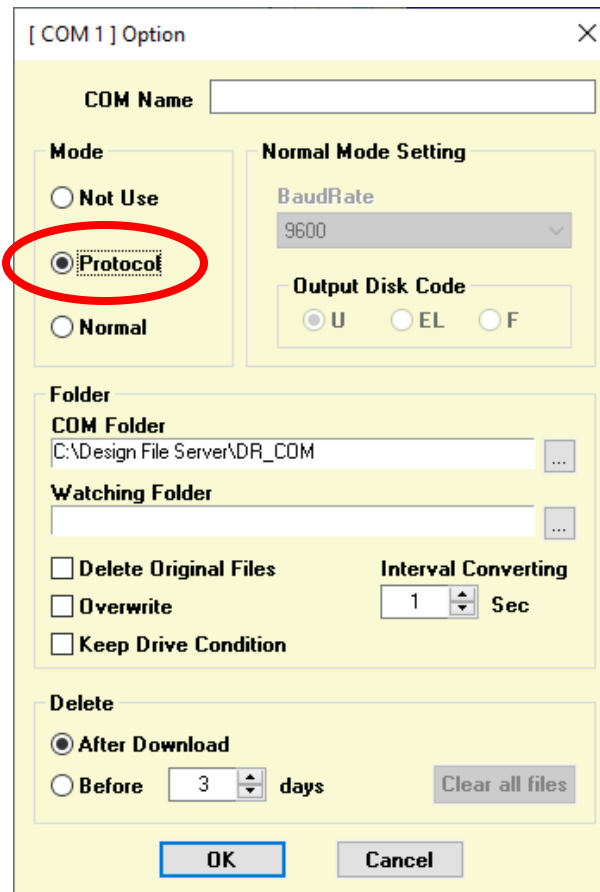 [ COM 1 ] Option
COM Name
Mode
Not Use
Protocol
Normal
Normal Mode Setting
BaudRate
9600
Output Disk Code
U EL F
Folder
COM Folder
C:\Design File Server\DR_COM
...
Watching Folder
...
Delete Original Files
Overwrite
Keep Drive Condition
Interval Converting
1 Sec
Delete
After Download
Before 3 days
Clear all files
OK Cancel